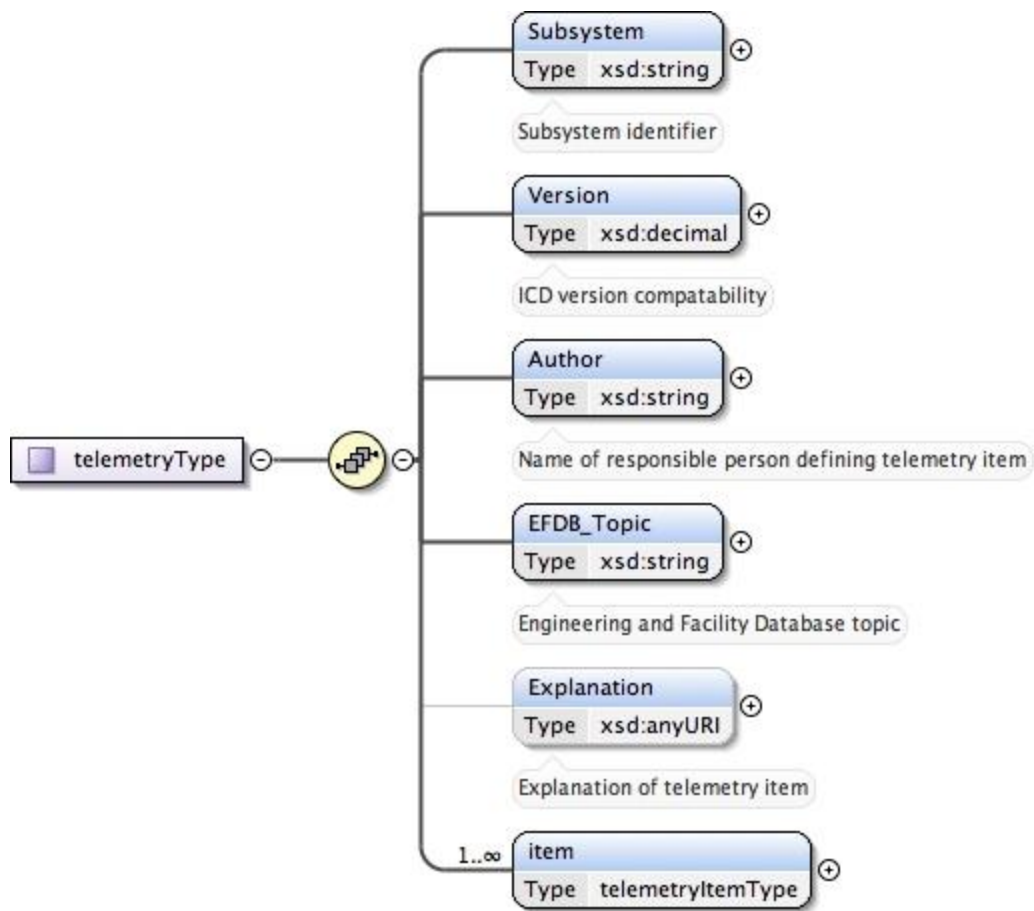 Subsystem
Type xsd:string
Subsystem identifier
Version
Type xsd:decimal
ICD version compatability
Author
Type xsd:string
telemetryType
Name of responsible person defining telemetry item
EFDB_Topic
Type xsd:string
Engineering and Facility Database topic
Explanation
Type xsd:anyURI
Explanation of telemetry item
1..∞
item
Type telemetryItemType